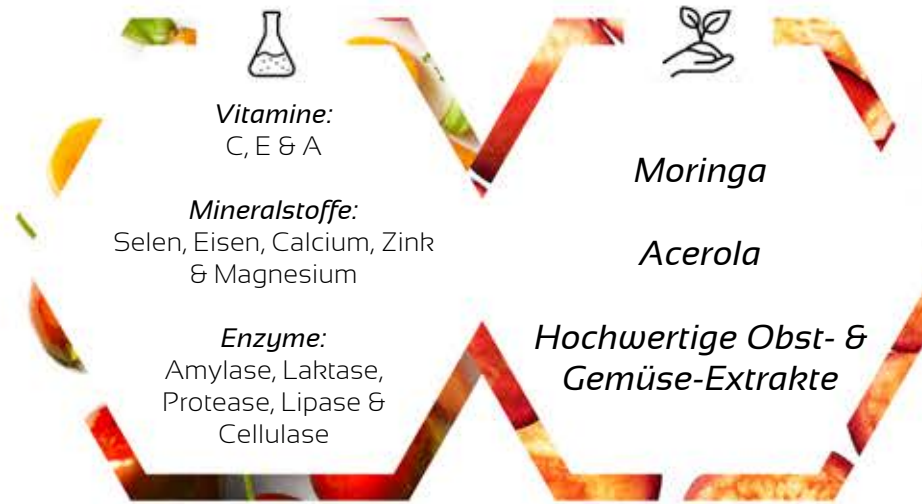 Vitamine:
C, E & A
Mineralstoffe:
Selen, Eisen, Calcium, Zink
& Magnesium
Enzyme:
Amylase, Laktase,
Protease, Lipase &
Cellulase
Moringa
Acerola
Hochwertige Obst- &
Gemüse-Extrakte